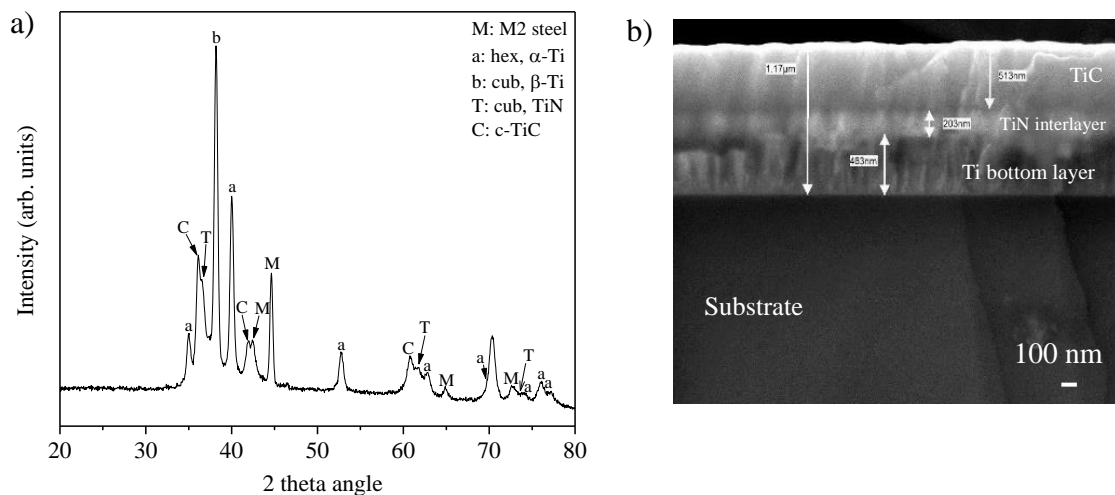 a)
M: M2 steel
a: hex, α-Ti
b: cub, β-Ti
T: cub, TiN
C: c-TiC
Intensity (arb. units)
b
a
C
T
M
a
C
M
a
C
T
a
M
a
M
T
a
a
a
20 30 40 50 60 70 80
2 theta angle
b)
1.17µm
513nm
TiC
203nm
TiN interlayer
483nm
Ti bottom layer
Substrate
100 nm